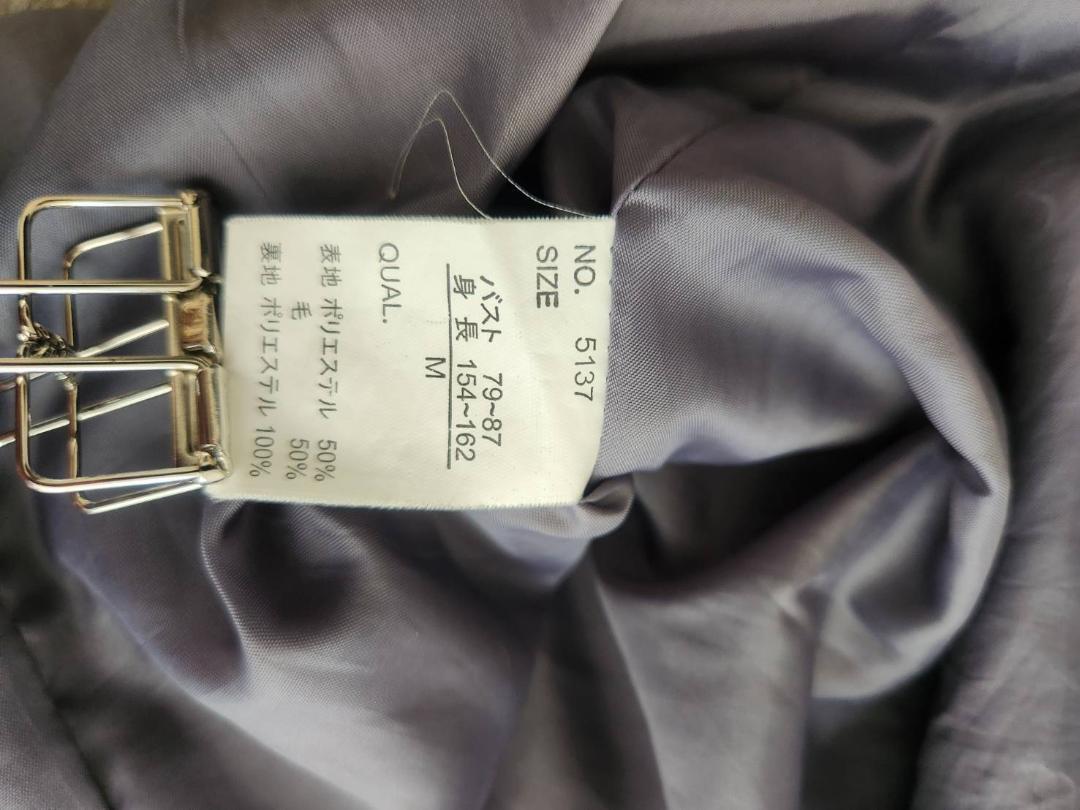 NO. 5137
SIZE
バスト 79~87
身長 154~162
M
QUAL.
表地 ポリエステル 50%
毛 50%
裏地 ポリエステル 100%